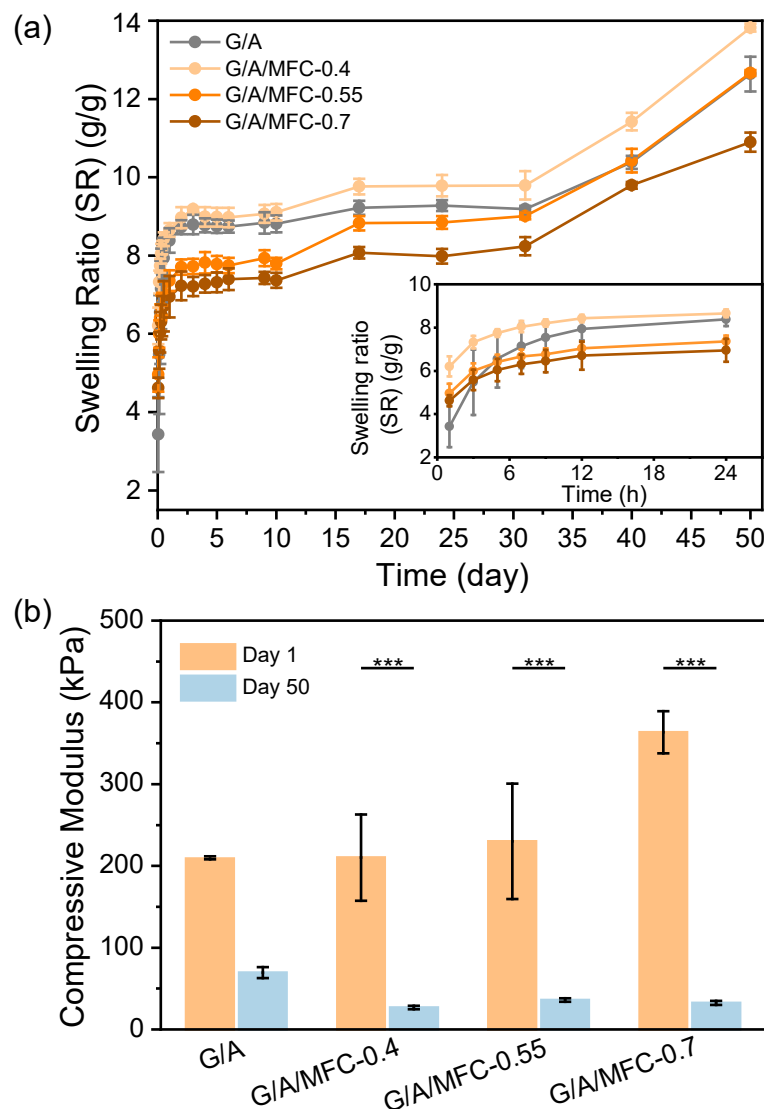 (a)
G/A
G/A/MFC-0.4
G/A/MFC-0.55
G/A/MFC-0.7
Swelling Ratio (SR) (g/g)
14
12
10
8
6
4
2
0 5 10 15 20 25 30 35 40 45 50
Time (day)
Swelling ratio
(SR) (g/g)
10
8
6
4
2
0 6 12 18 24
Time (h)
(b)
Compressive Modulus (kPa)
500
400
300
200
100
0
Day 1
Day 50
*** *** ***
G/A
G/A/MFC-0.4
G/A/MFC-0.55
G/A/MFC-0.7